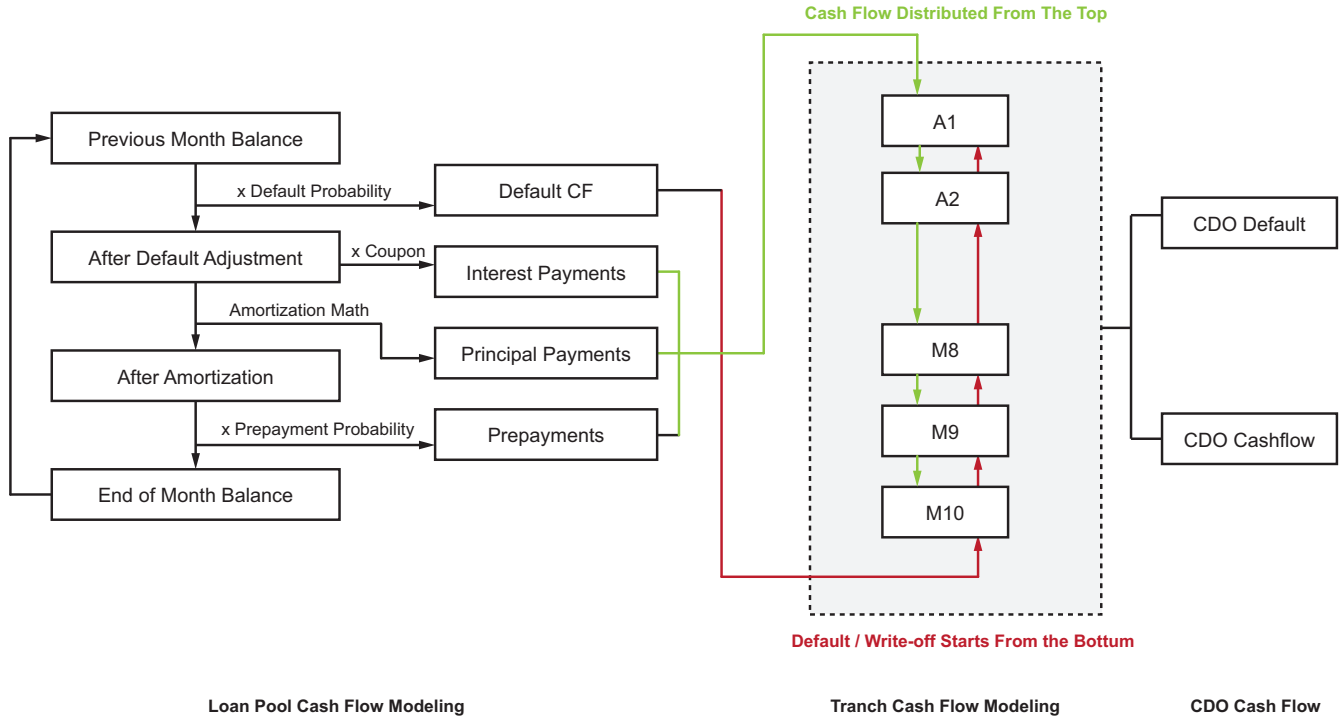 Cash Flow Distributed From The Top
Previous Month Balance
x Default Probability
Default CF
After Default Adjustment
x Coupon
Interest Payments
Amortization Math
Principal Payments
After Amortization
x Prepayment Probability
Prepayments
End of Month Balance
A1
A2
M8
M9
M10
CDO Default
CDO Cashflow
Default / Write-off Starts From the Bottum
Loan Pool Cash Flow Modeling
Tranch Cash Flow Modeling
CDO Cash Flow